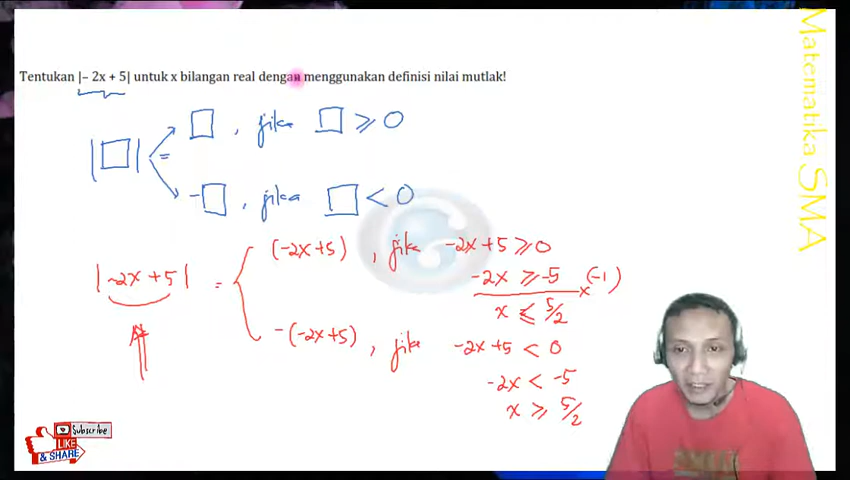 Tentukan |– 2x + 5| untuk x bilangan real dengan menggunakan definisi nilai mutlak!
|□| = □ , jika □ ⩾ 0
-□ , jika □ < 0
|-2x + 5| = { (-2x+5) , jika -2x+5 ⩾ 0
-2x ⩾ -5 x(-1)
x ⩽ 5/2
-(-2x+5) , jika -2x+5 < 0
-2x < -5
x ⩾ 5/2
Matematika SMA
Subscribe
LIKE
& SHARE